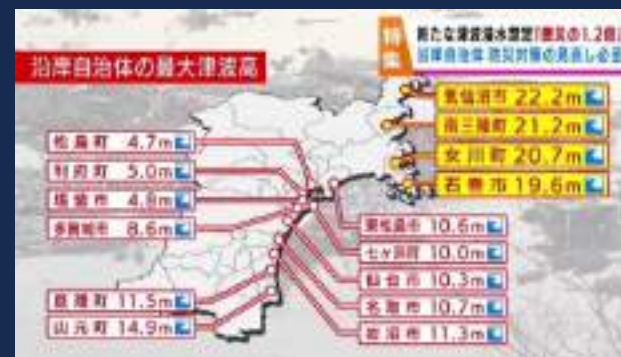 特集
新たな津波浸水想定「震災の1.2倍」
沿岸自治体 防災対策の見直し必至
沿岸自治体の最大津波高
気仙沼市 22.2m
南三陸町 21.2m
女川町 20.7m
石巻市 19.6m
松島町 4.7m
利府町 5.0m
塩釜市 4.8m
多賀城市 8.6m
東松島市 10.6m
七ヶ浜町 10.0m
仙台市 10.3m
名取市 10.7m
岩沼市 11.3m
亘理町 11.5m
山元町 14.9m